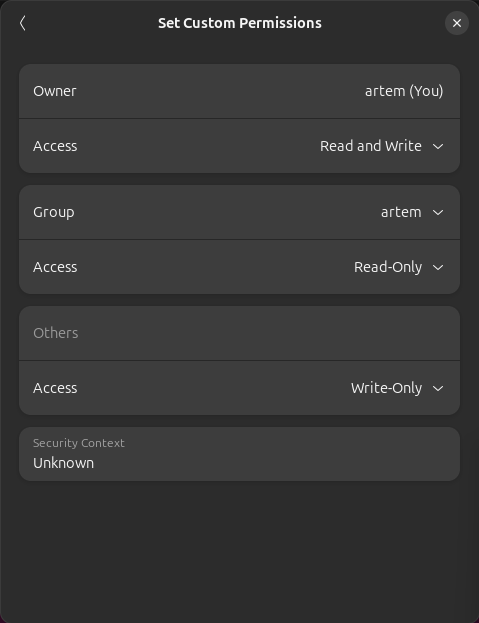 Set Custom Permissions
Owner artem (You)
Access Read and Write
Group artem
Access Read-Only
Others
Access Write-Only
Security Context
Unknown